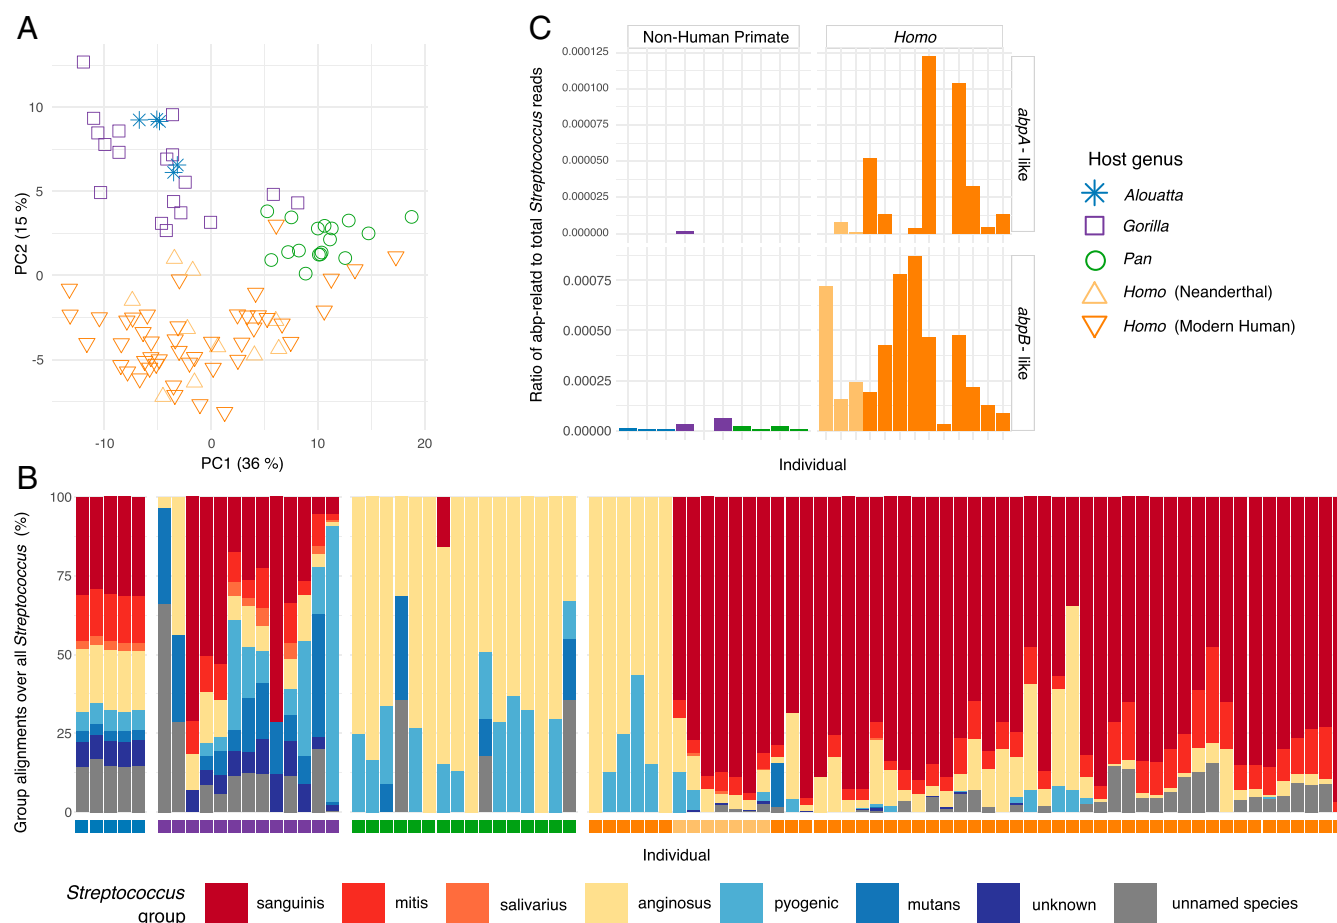 A
10
5
0
-5
PC2 (15 %)
-10
0
10
20
PC1 (36 %)
C
Non-Human Primate
Homo
0.000125
0.000100
0.000075
0.000050
0.000025
0.000000
abpA - like
0.00075
0.00050
0.00025
0.00000
abpB - like
Ratio of abp-relatd to total Streptococcus reads
Individual
Host genus
Alouatta
Gorilla
Pan
Homo (Neanderthal)
Homo (Modern Human)
B
100
75
50
25
0
Group alignments over all Streptococcus (%)
Individual
Streptococcus
group
sanguinis
mitis
salivarius
anginosus
pyogenic
mutans
unknown
unnamed species